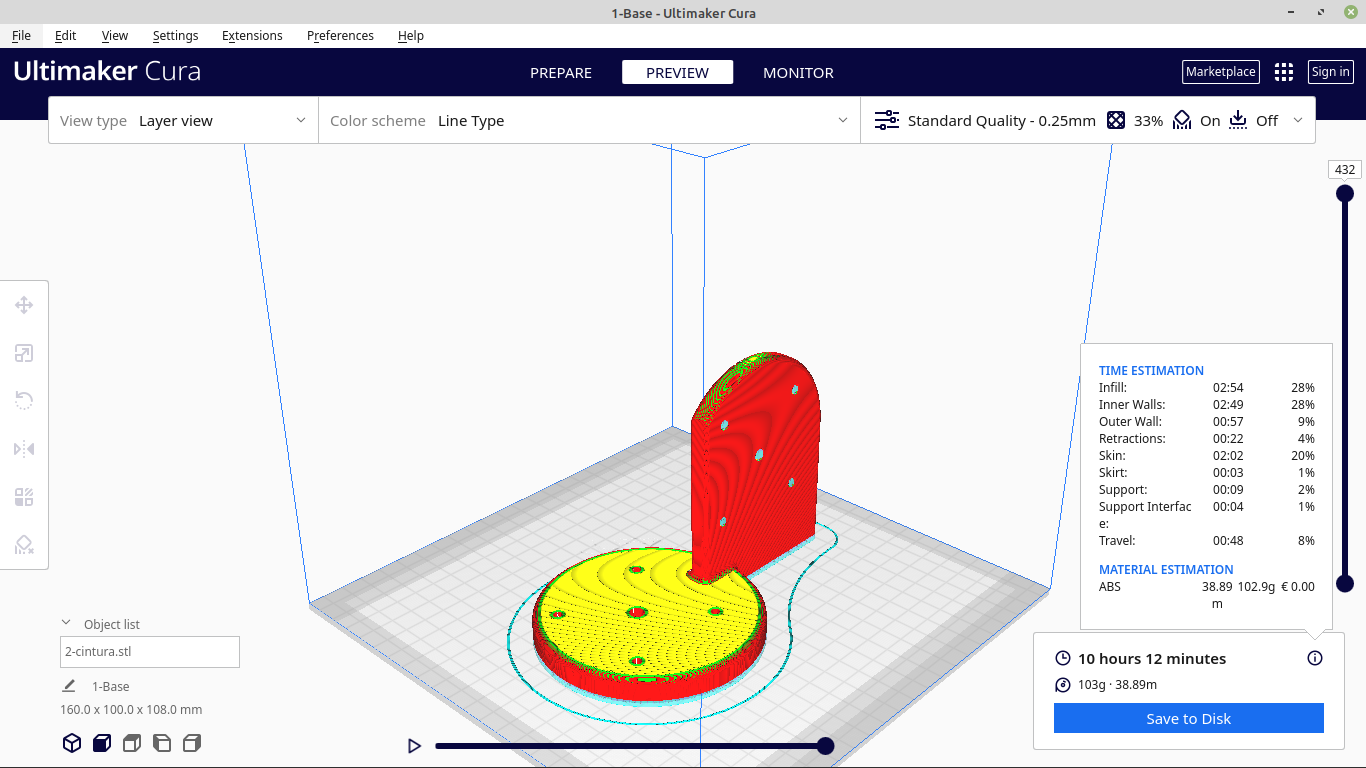 1-Base - Ultimaker Cura
File Edit View Settings Extensions Preferences Help
Ultimaker Cura PREPARE PREVIEW MONITOR Marketplace Sign in
View type Layer view Color scheme Line Type Standard Quality - 0.25mm 33% On Off
432
TIME ESTIMATION
Infill: 02:54 28%
Inner Walls: 02:49 28%
Outer Wall: 00:57 9%
Retractions: 00:22 4%
Skin: 02:02 20%
Skirt: 00:03 1%
Support: 00:09 2%
Support Interfac 00:04 1%
e:
Travel: 00:48 8%
MATERIAL ESTIMATION
ABS 38.89 102.9g € 0.00
m
Object list
2-cintura.stl
1-Base
160.0 x 100.0 x 108.0 mm
10 hours 12 minutes
103g · 38.89m
Save to Disk